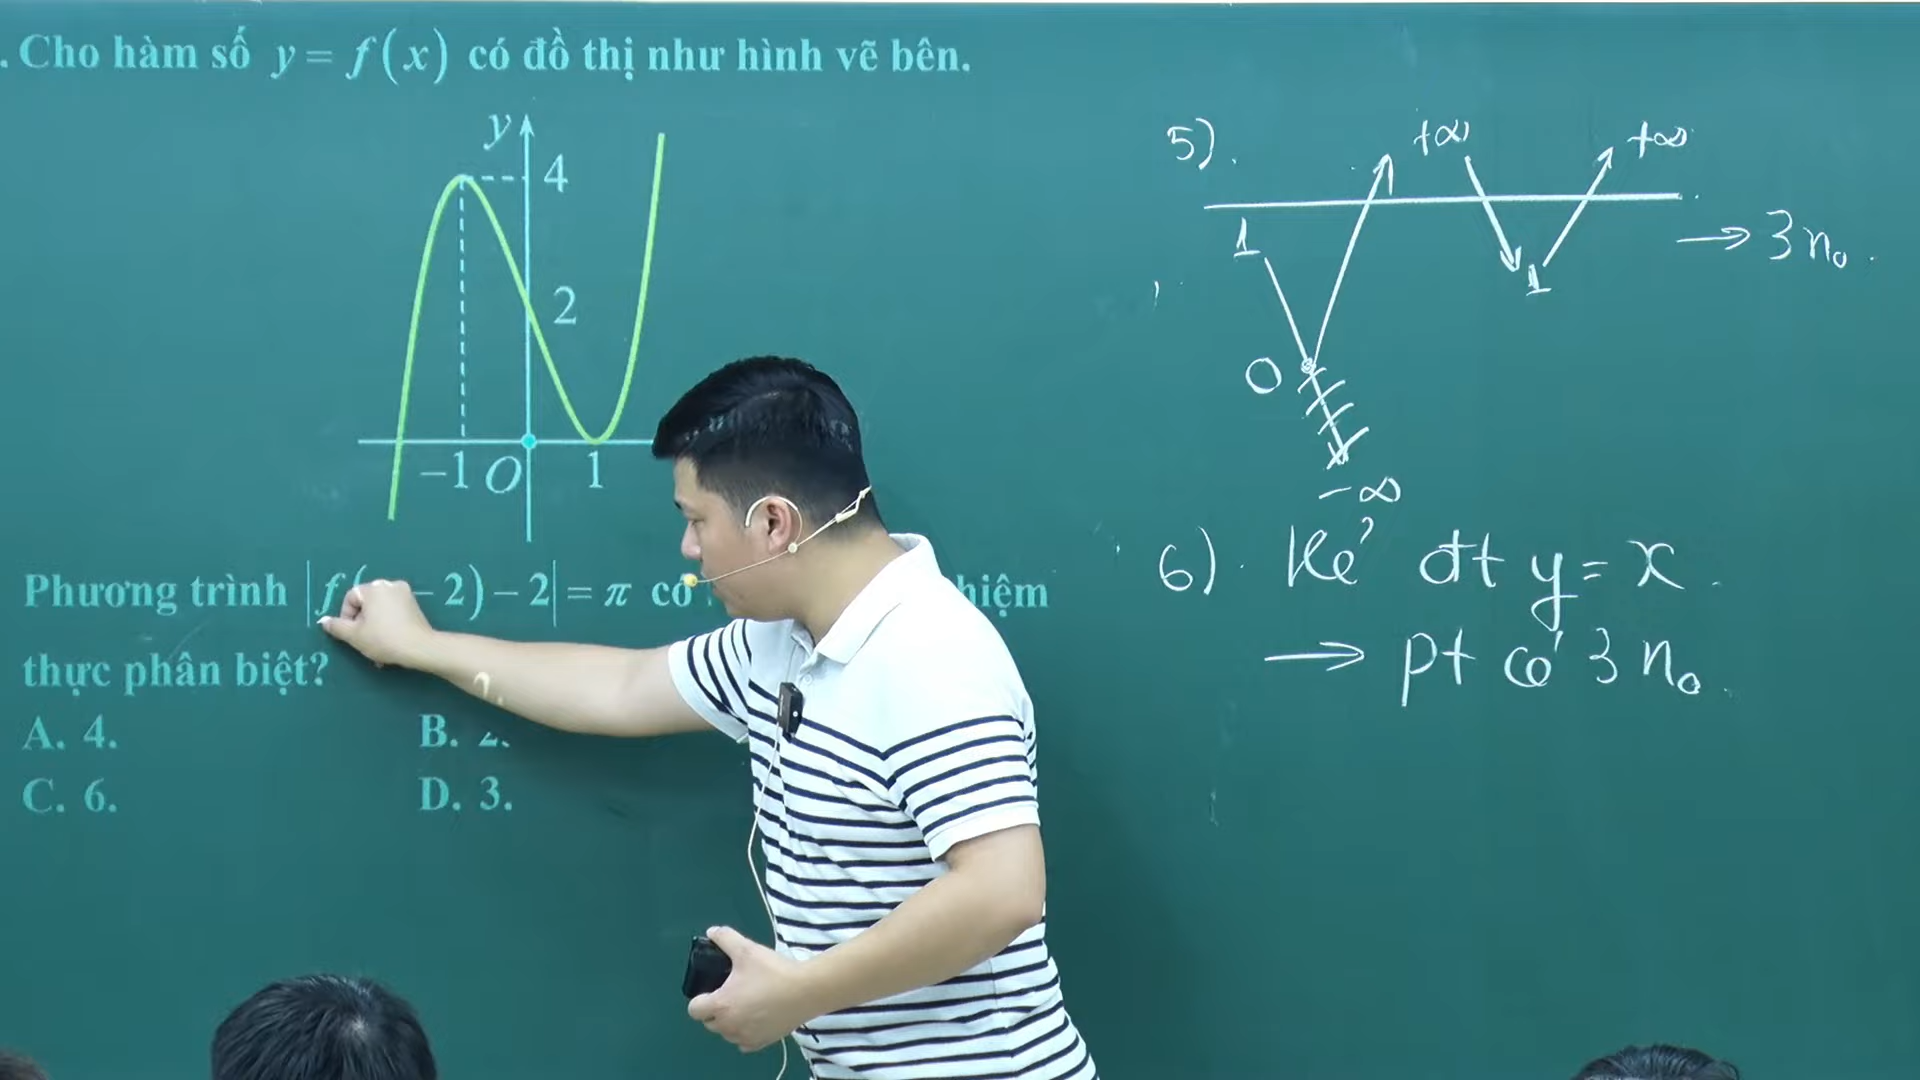 . Cho hàm số y = f(x) có đồ thị như hình vẽ bên.
y
4
2
-1 O 1
Phương trình |f( - 2) - 2| = π có
thực phân biệt?
A. 4. B. 2.
C. 6. D. 3.
5).
+∞ +∞
1
→ 3 n₀.
1
0
-∞
6). Kẻ đt y = x.
→ pt có 3 n₀.